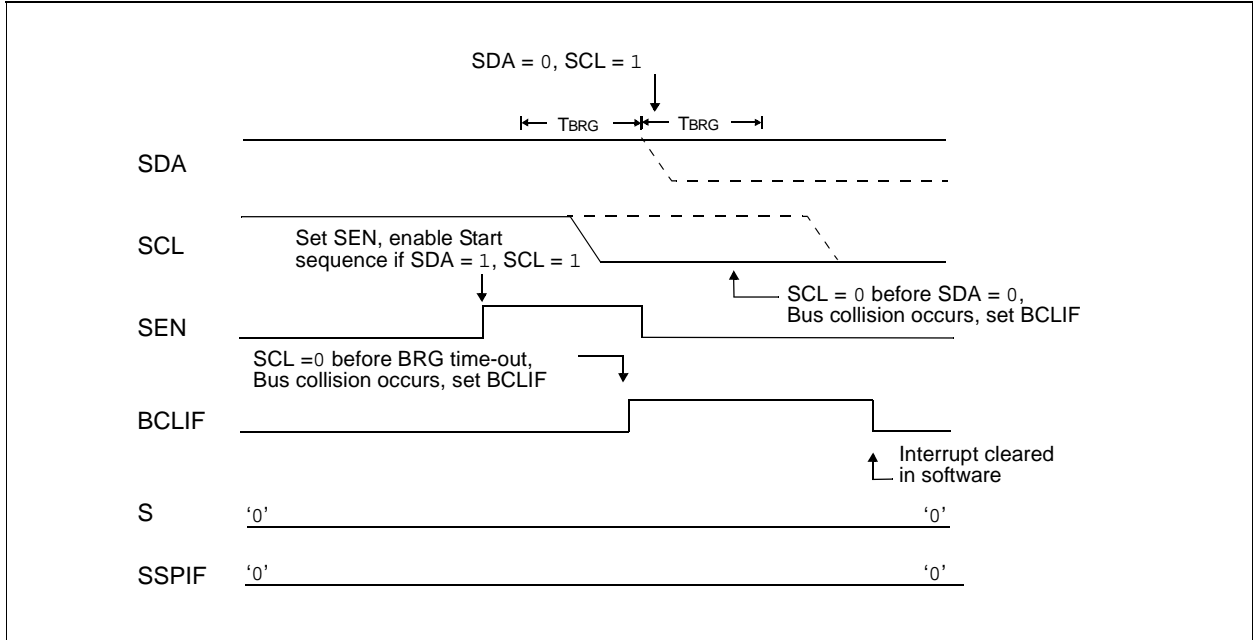 SDA = 0, SCL = 1
TBRG TBRG
SDA
SCL
Set SEN, enable Start
sequence if SDA = 1, SCL = 1
SCL = 0 before SDA = 0,
Bus collision occurs, set BCLIF
SEN
SCL =0 before BRG time-out,
Bus collision occurs, set BCLIF
BCLIF
Interrupt cleared
in software
S ‘0’ ‘0’
SSPIF ‘0’ ‘0’